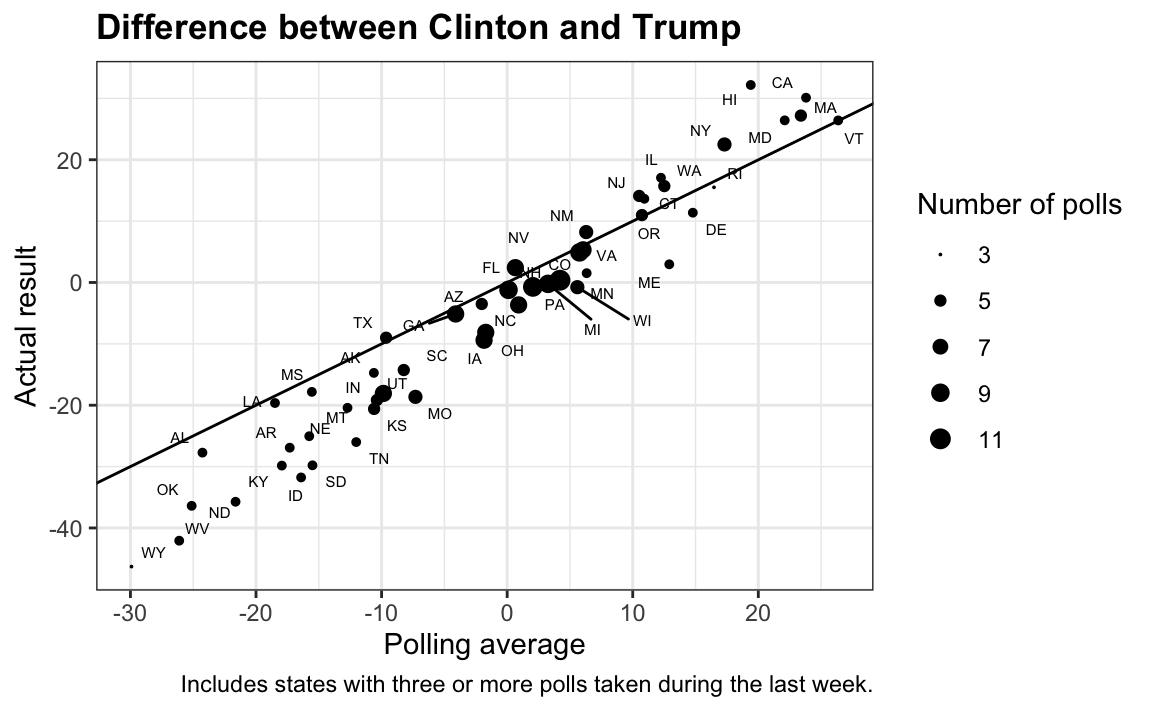 Difference between Clinton and Trump
Actual result
20
0
-20
-40
HI
CA
MA
NY
MD
VT
IL
WA
RI
NJ
CT
NM
DE
OR
NV
VA
FL
NH
CO
ME
MN
AZ
PA
GA
NC
MI
WI
TX
OH
AK
SC
IA
MS
IN
UT
LA
MT
MO
AR
NE
KS
AL
TN
OK
KY
ID
SD
ND
WV
WY
-30
-20
-10
0
10
20
Polling average
Includes states with three or more polls taken during the last week.
Number of polls
3
5
7
9
11